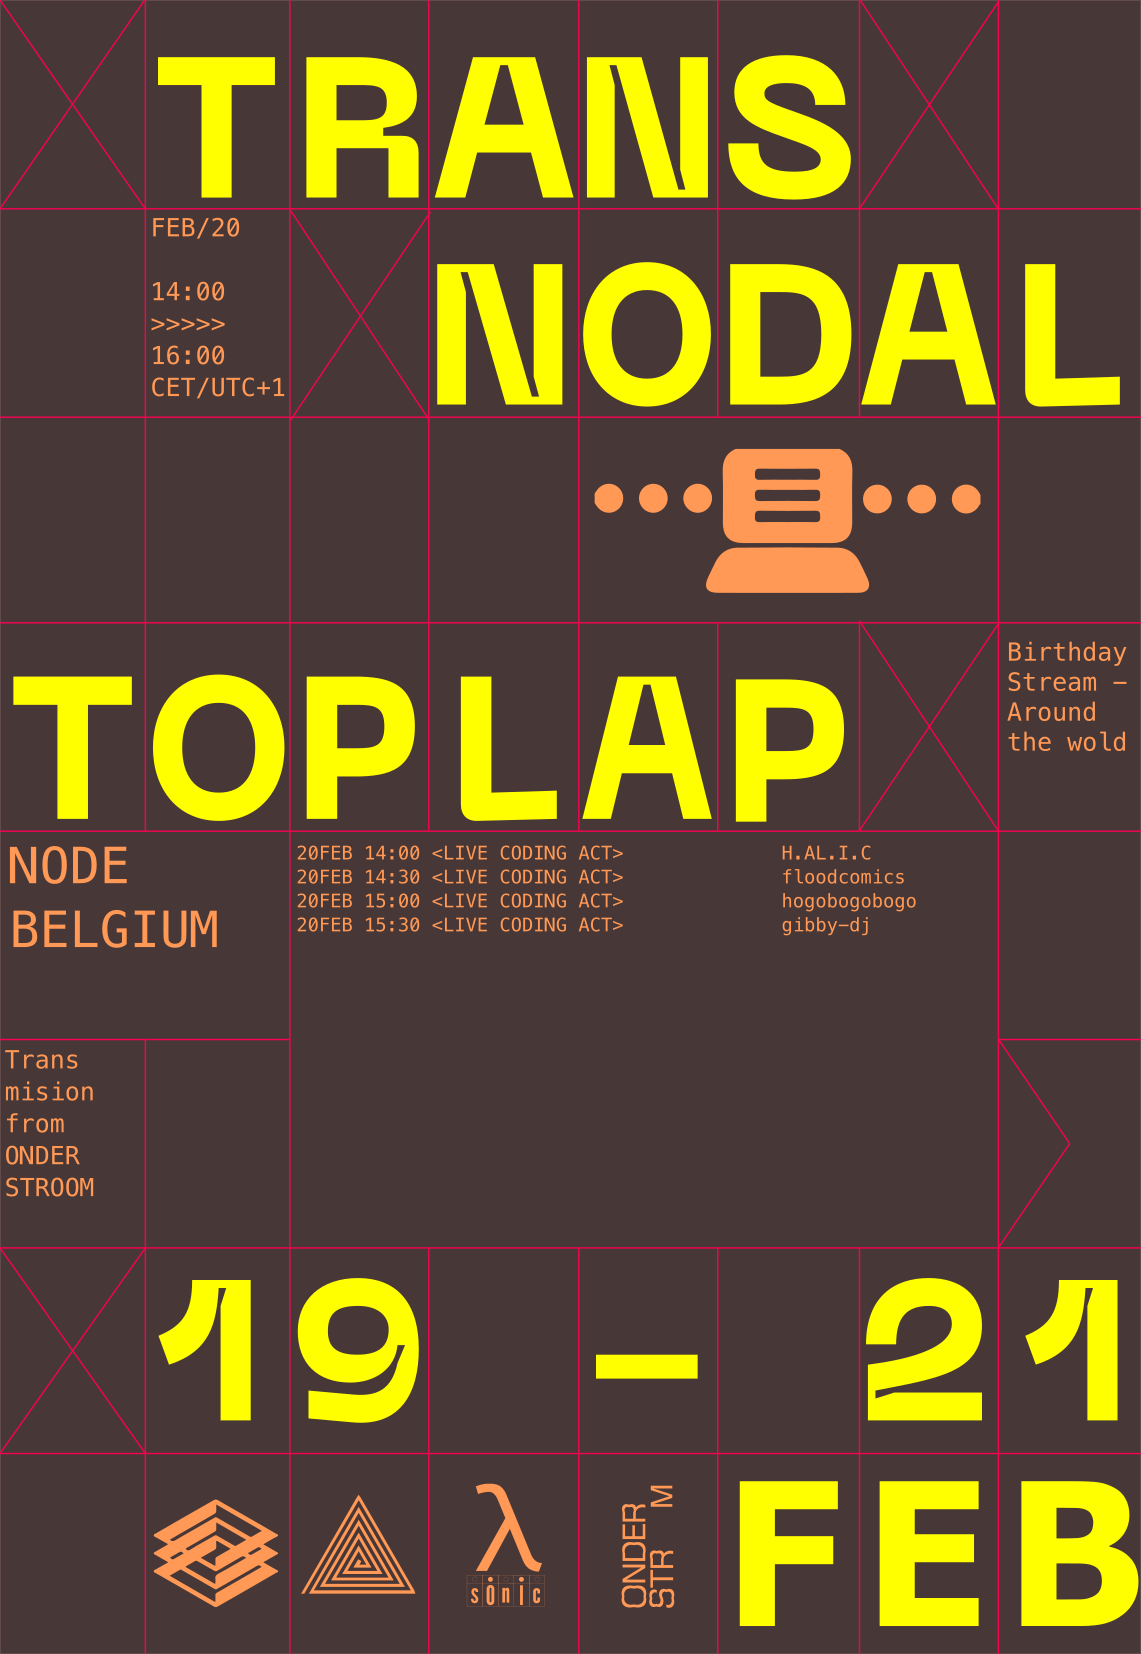 TRANS
FEB/20
14:00
>>>>>
16:00
CET/UTC+1
NODAL
TOPLAP
Birthday
Stream –
Around
the wold
NODE
BELGIUM
20FEB 14:00 <LIVE CODING ACT> H.AL.I.C
20FEB 14:30 <LIVE CODING ACT> floodcomics
20FEB 15:00 <LIVE CODING ACT> hogobogobogo
20FEB 15:30 <LIVE CODING ACT> gibby–dj
Trans
mision
from
ONDER
STROOM
19 – 21
λ
sonic
ONDER
STR M
FEB